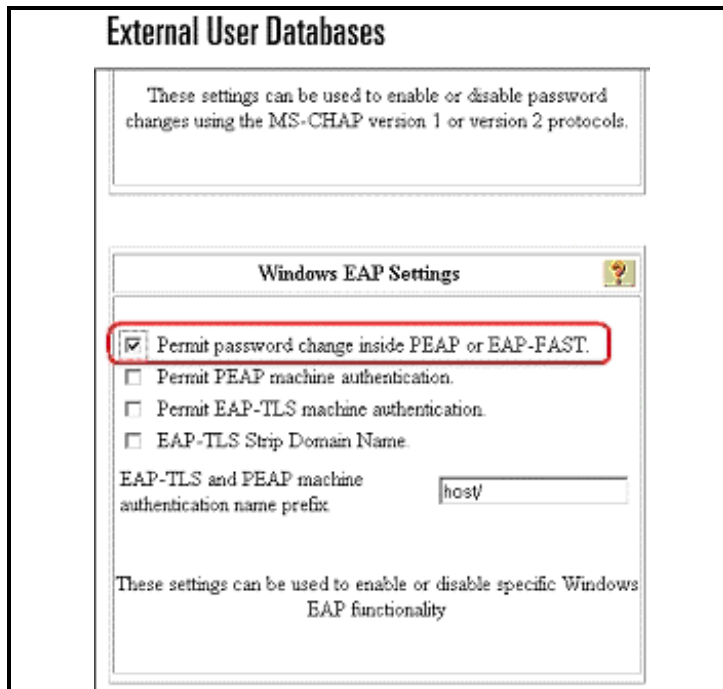 External User Databases
These settings can be used to enable or disable password
changes using the MS-CHAP version 1 or version 2 protocols.
Windows EAP Settings
?
Permit password change inside PEAP or EAP-FAST.
Permit PEAP machine authentication.
Permit EAP-TLS machine authentication.
EAP-TLS Strip Domain Name.
EAP-TLS and PEAP machine
authentication name prefix.
host/
These settings can be used to enable or disable specific Windows
EAP functionality